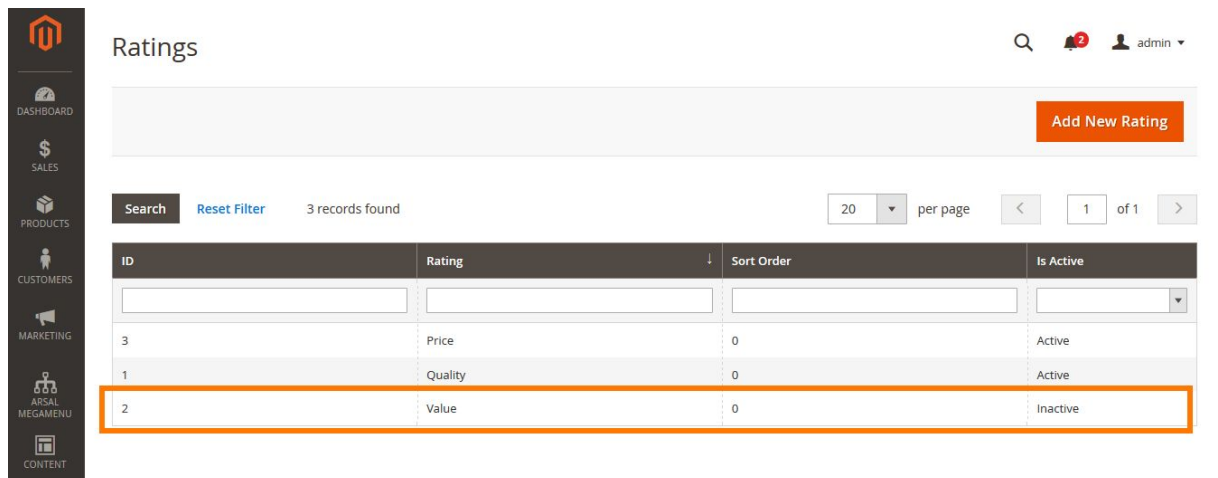 Ratings
2
admin
DASHBOARD
Add New Rating
SALES
Search Reset Filter 3 records found 20 per page 1 of 1
PRODUCTS
ID Rating ↓ Sort Order Is Active
CUSTOMERS
MARKETING
3 Price 0 Active
1 Quality 0 Active
ARSAL
MEGAMENU
2 Value 0 Inactive
CONTENT